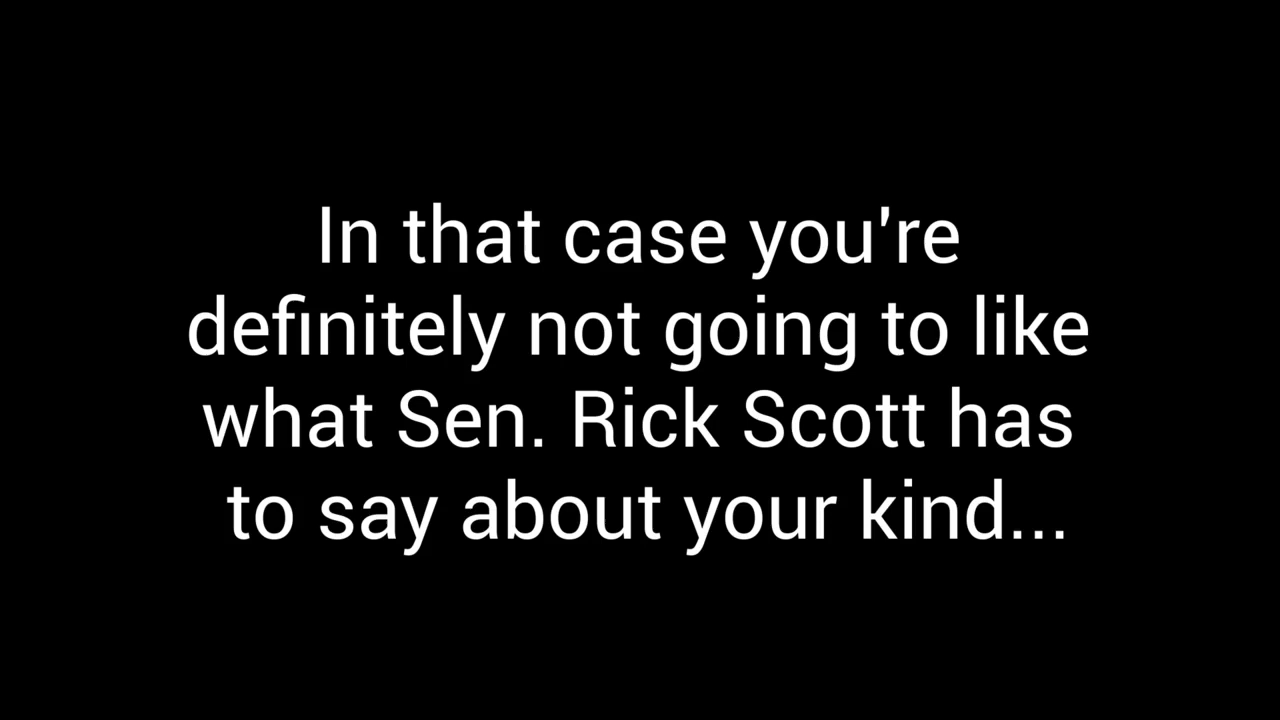 In that case you're
definitely not going to like
what Sen. Rick Scott has
to say about your kind...